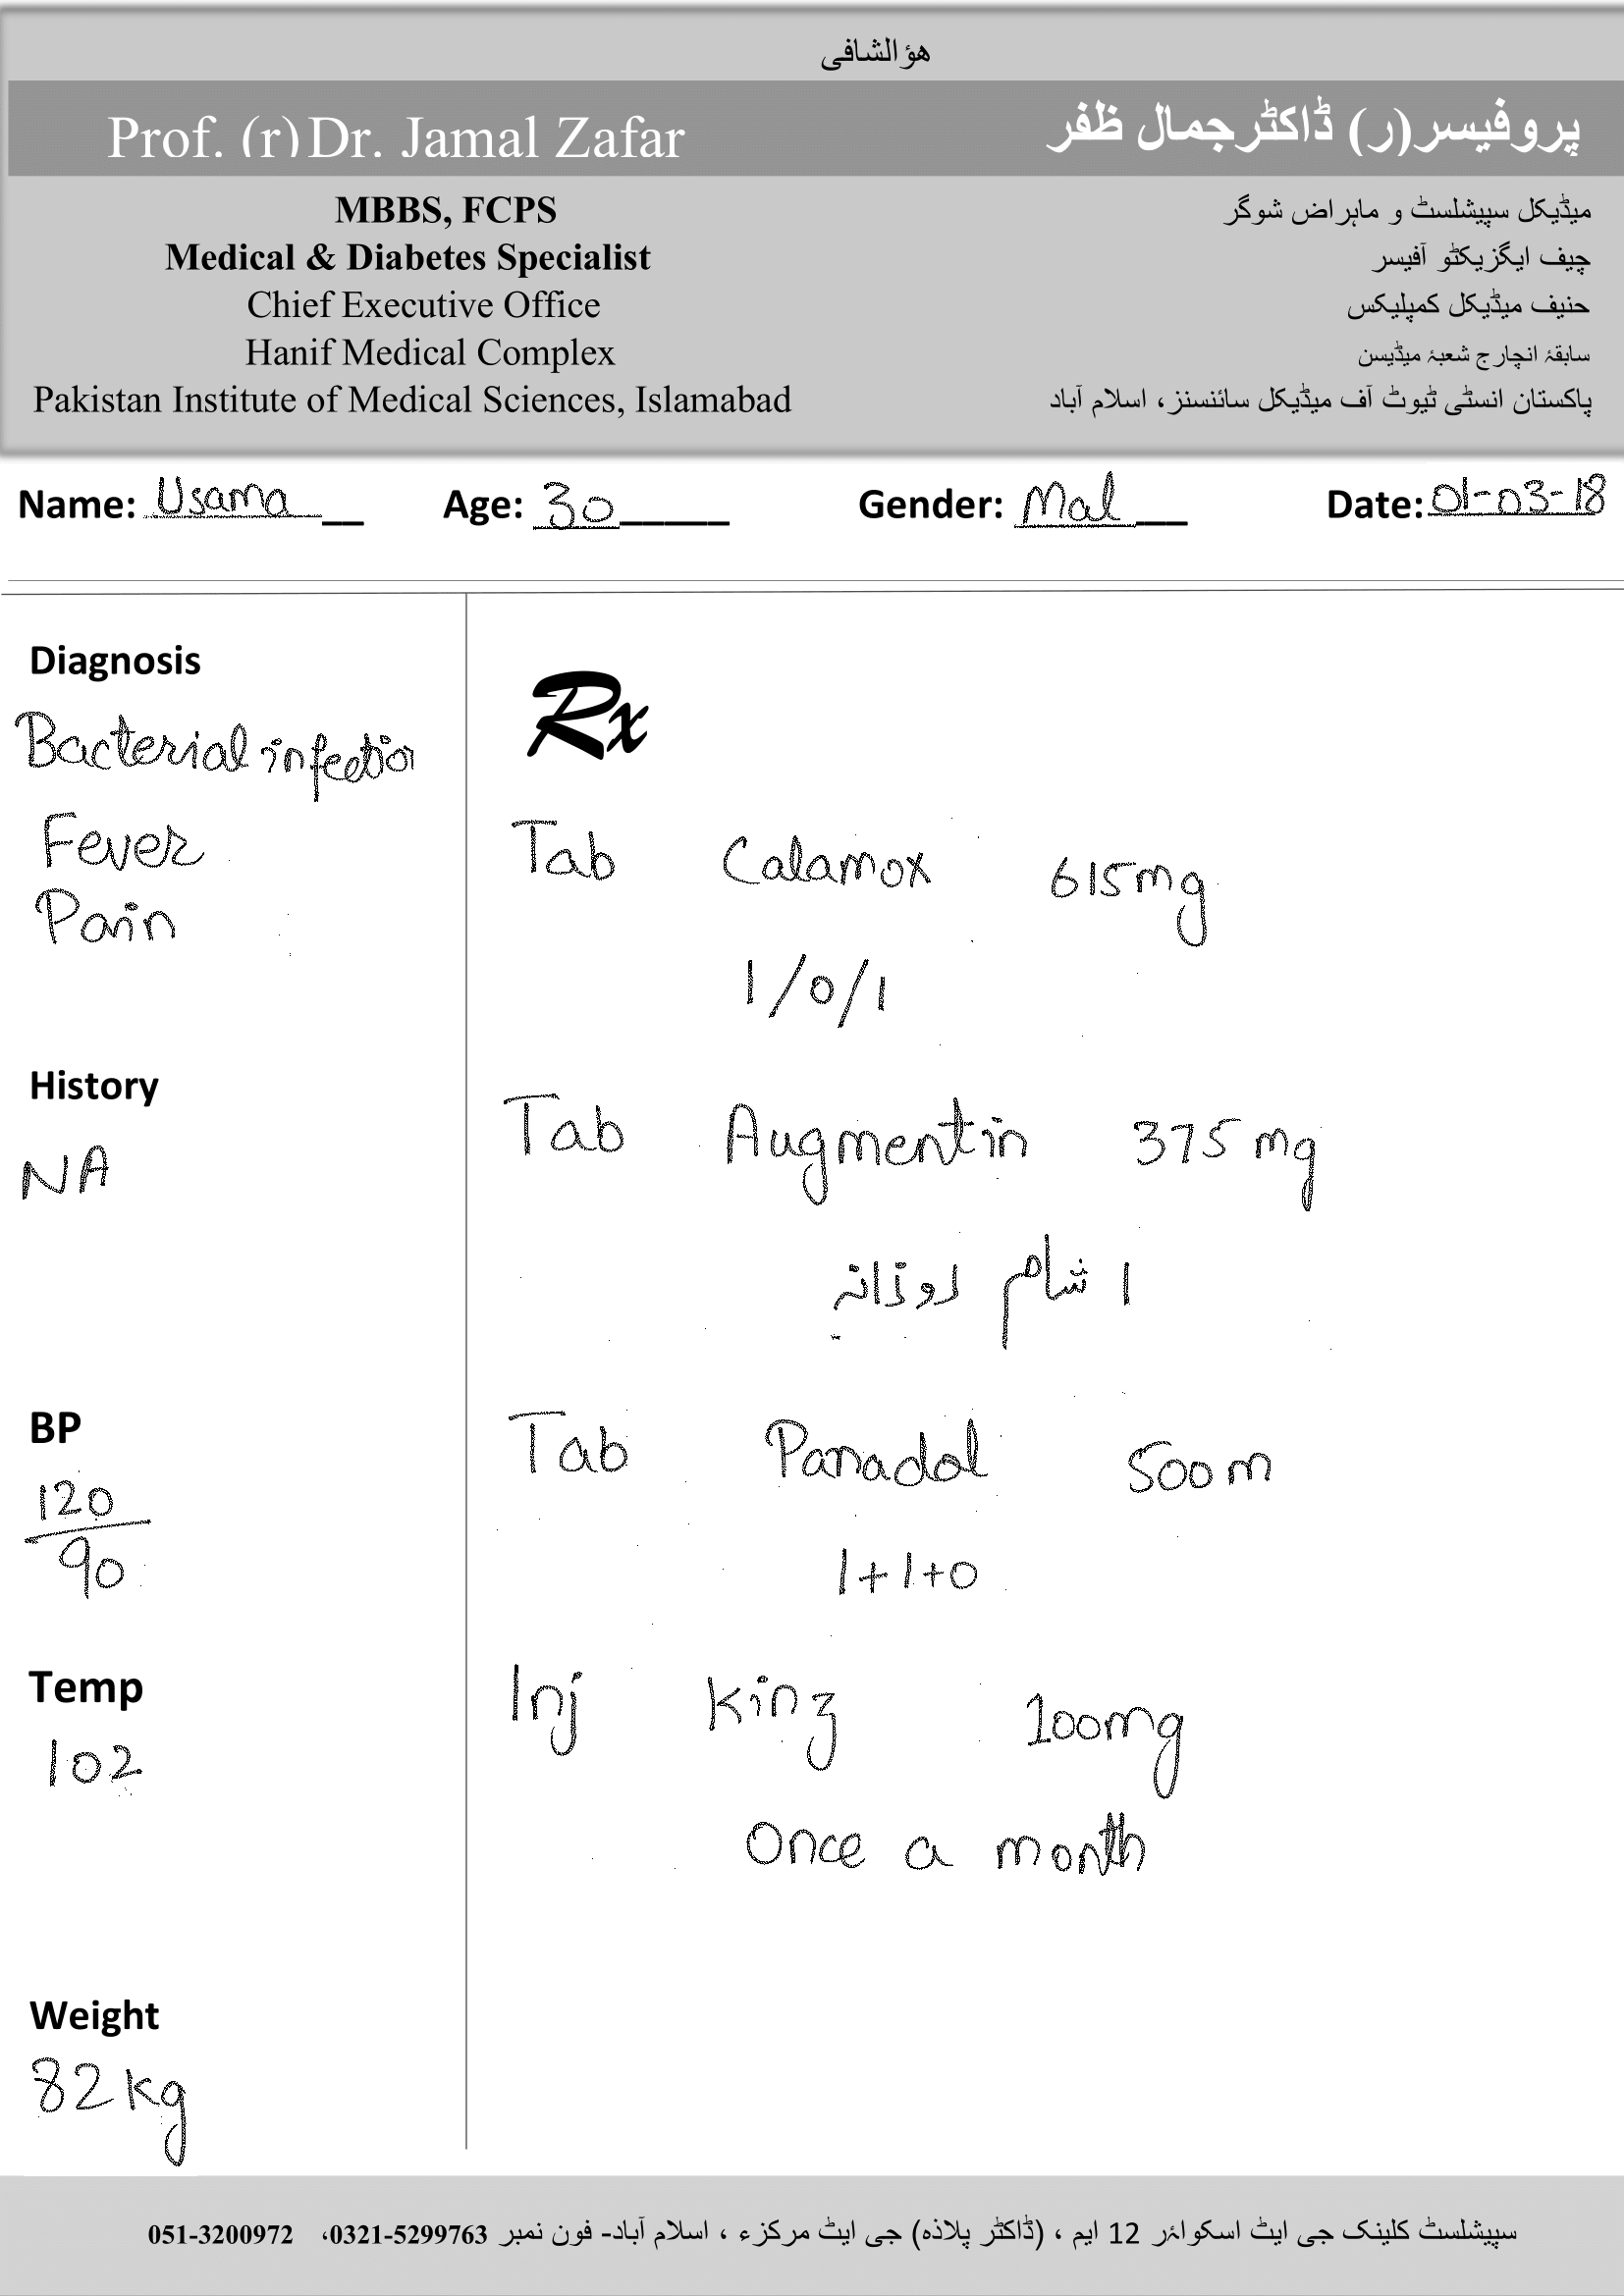 هؤالشافی
Prof. (r) Dr. Jamal Zafar
پروفیسر(ر) ڈاکٹرجمال ظفر
MBBS, FCPS
میڈیکل سپیشلسٹ و ماہراض شوگر
Medical & Diabetes Specialist
چیف ایگزیکٹو آفیسر
Chief Executive Office
حنیف میڈیکل کمپلیکس
Hanif Medical Complex
سابقۂ انچارج شعبۂ میڈیسن
Pakistan Institute of Medical Sciences, Islamabad
پاکستان انسٹی ٹیوٹ آف میڈیکل سائنسنز، اسلام آباد
Name: Usama Age: 30 Gender: Mal Date: 01-03-18
Diagnosis
Bacterial infection
Fever
Pain
History
NA
BP
120
90
Temp
102
Weight
82 kg
Rx
Tab Calamox 615mg
1/0/1
Tab Augmentin 375 mg
1 شام روزانہ
Tab Panadol 500 m
1+1+0
Inj Kinz 100mg
Once a month
سپیشلسٹ کلینک جی ایٹ اسکوائر 12 ایم ، (ڈاکٹر پلاذہ) جی ایٹ مرکزء ، اسلام آباد- فون نمبر 0321-5299763، 051-3200972